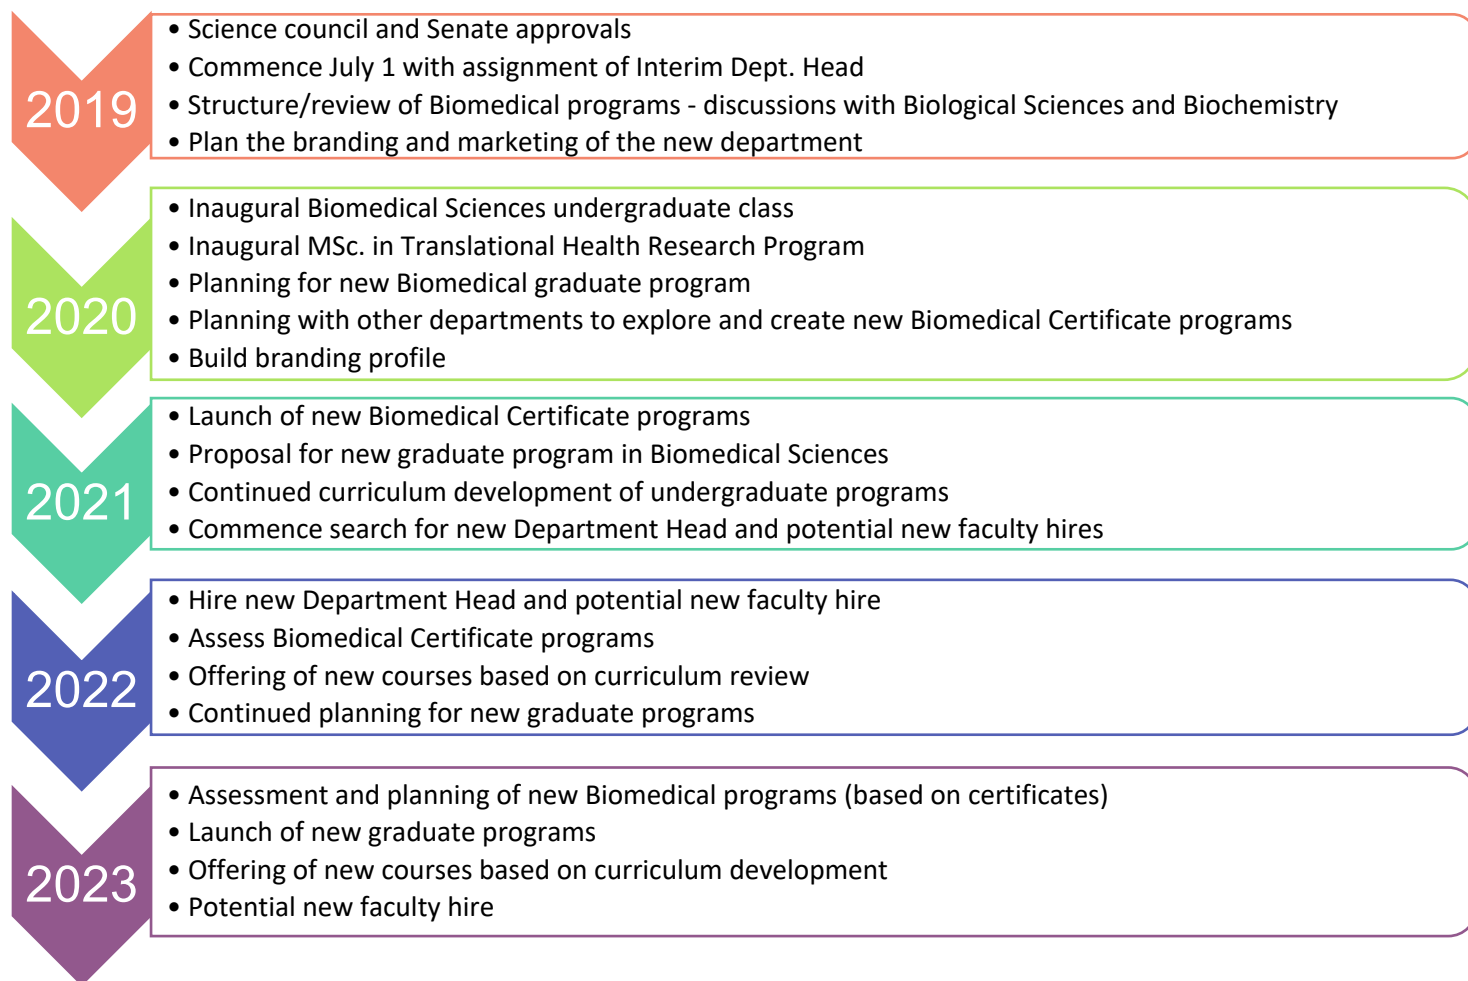 2019
• Science council and Senate approvals
• Commence July 1 with assignment of Interim Dept. Head
• Structure/review of Biomedical programs - discussions with Biological Sciences and Biochemistry
• Plan the branding and marketing of the new department
2020
• Inaugural Biomedical Sciences undergraduate class
• Inaugural MSc. in Translational Health Research Program
• Planning for new Biomedical graduate program
• Planning with other departments to explore and create new Biomedical Certificate programs
• Build branding profile
2021
• Launch of new Biomedical Certificate programs
• Proposal for new graduate program in Biomedical Sciences
• Continued curriculum development of undergraduate programs
• Commence search for new Department Head and potential new faculty hires
2022
• Hire new Department Head and potential new faculty hire
• Assess Biomedical Certificate programs
• Offering of new courses based on curriculum review
• Continued planning for new graduate programs
2023
• Assessment and planning of new Biomedical programs (based on certificates)
• Launch of new graduate programs
• Offering of new courses based on curriculum development
• Potential new faculty hire